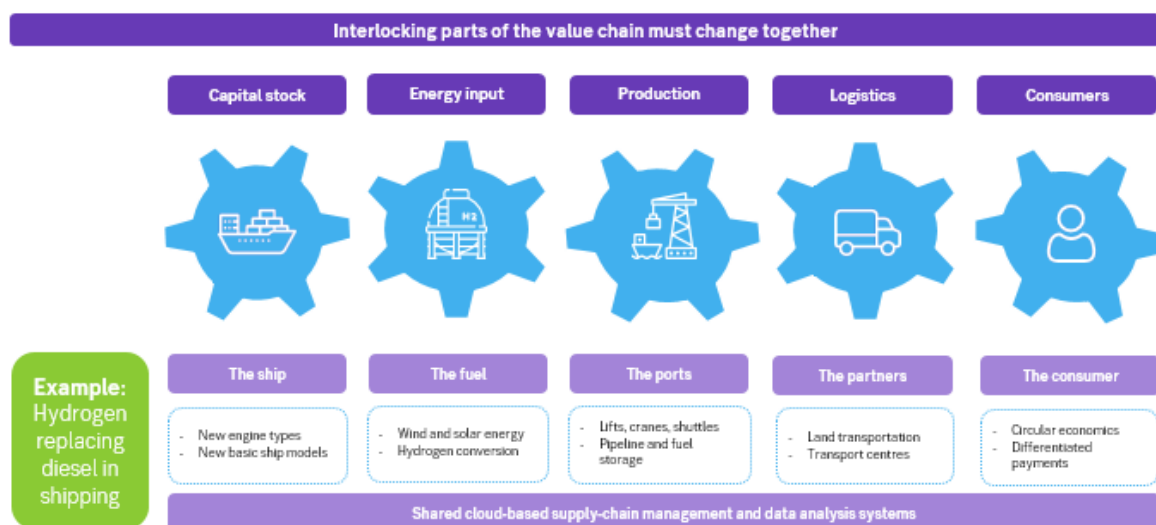 Interlocking parts of the value chain must change together
Capital stock
Energy input
Production
Logistics
Consumers
H2
Example:
Hydrogen
replacing
diesel in
shipping
The ship
The fuel
The ports
The partners
The consumer
- New engine types
- New basic ship models
- Wind and solar energy
- Hydrogen conversion
- Lifts, cranes, shuttles
- Pipeline and fuel
storage
- Land transportation
- Transport centres
- Circular economics
- Differentiated
payments
Shared cloud-based supply-chain management and data analysis systems